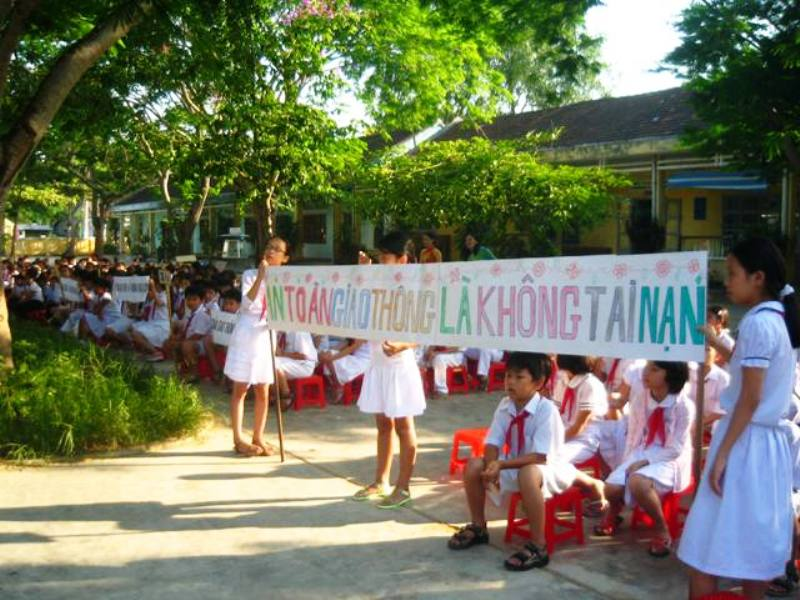 AN TOÀN GIAO THÔNG LÀ KHÔNG TAI NẠN